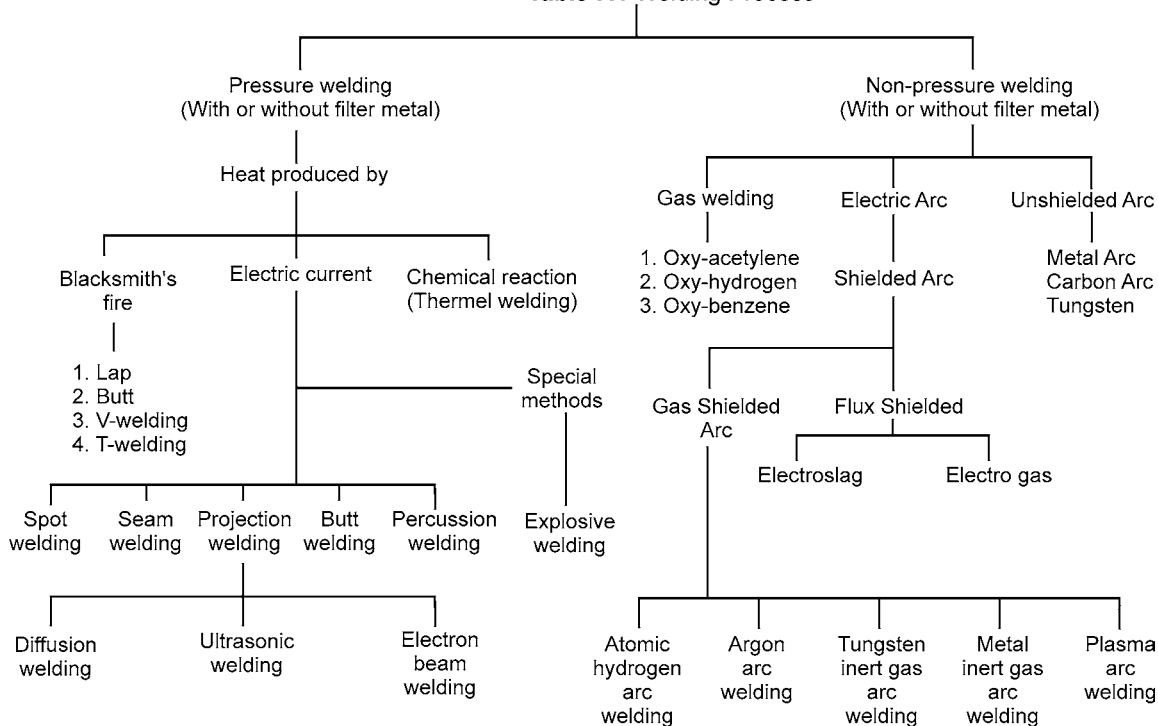 Pressure welding
(With or without filter metal)
Non-pressure welding
(With or without filter metal)
Heat produced by
Gas welding
Electric Arc
Unshielded Arc
Blacksmith's
fire
Electric current
Chemical reaction
(Thermel welding)
1. Oxy-acetylene
2. Oxy-hydrogen
3. Oxy-benzene
Shielded Arc
Metal Arc
Carbon Arc
Tungsten
1. Lap
2. Butt
3. V-welding
4. T-welding
Special
methods
Gas Shielded
Arc
Flux Shielded
Electroslag
Electro gas
Spot
welding
Seam
welding
Projection
welding
Butt
welding
Percussion
welding
Explosive
welding
Diffusion
welding
Ultrasonic
welding
Electron
beam
welding
Atomic
hydrogen
arc
welding
Argon
arc
welding
Tungsten
inert gas
arc
welding
Metal
inert gas
arc
welding
Plasma
arc
welding